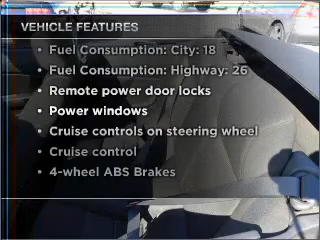 VEHICLE FEATURES
• Fuel Consumption: City: 18
• Fuel Consumption: Highway: 26
• Remote power door locks
• Power windows
• Cruise controls on steering wheel
• Cruise control
• 4-wheel ABS Brakes